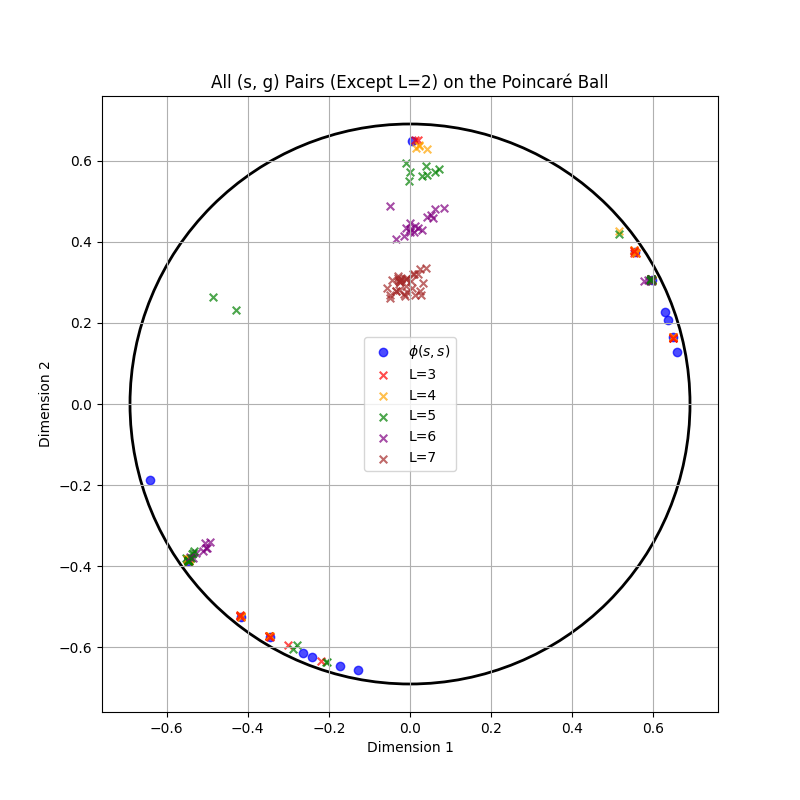 All (s, g) Pairs (Except L=2) on the Poincaré Ball
Dimension 2
0.6
0.4
0.2
0.0
−0.2
−0.4
−0.6
ϕ(s, s)
L=3
L=4
L=5
L=6
L=7
−0.6 −0.4 −0.2 0.0 0.2 0.4 0.6
Dimension 1